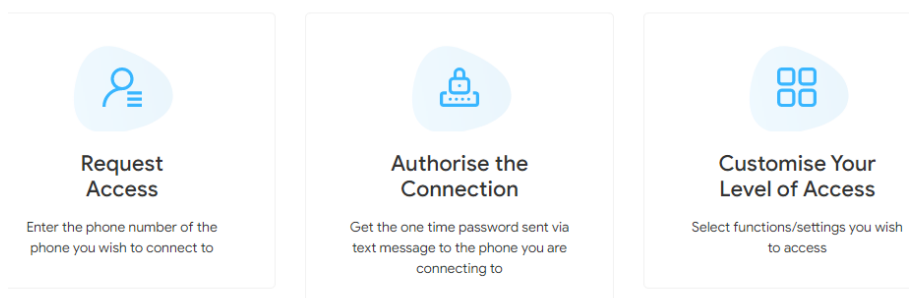 Request
Access
Enter the phone number of the
phone you wish to connect to
Authorise the
Connection
Get the one time password sent via
text message to the phone you are
connecting to
Customise Your
Level of Access
Select functions/settings you wish
to access